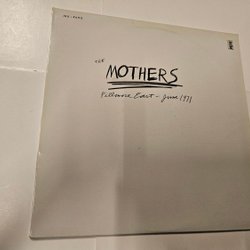 THE
MOTHERS
Fillmore East - June 1971